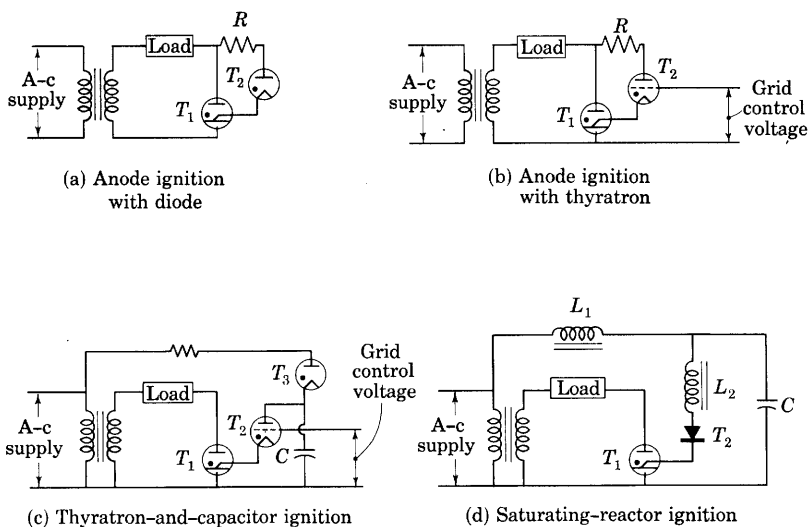 R
Load
T₂
A–c
supply
T₁
(a) Anode ignition
with diode
R
Load
T₂
A–c
supply
T₁
Grid
control
voltage
(b) Anode ignition
with thyratron
Grid
control
voltage
T₃
Load
T₂
A–c
supply
T₁
C
(c) Thyratron–and–capacitor ignition
L₁
L₂
C
Load
A–c
supply
T₂
T₁
(d) Saturating–reactor ignition